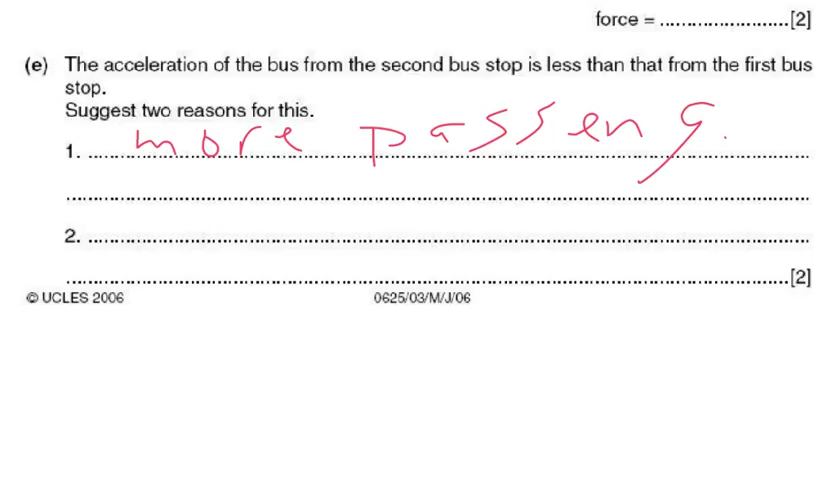 force = ........................[2]
(e) The acceleration of the bus from the second bus stop is less than that from the first bus
stop.
Suggest two reasons for this.
1. more passeng.
2.
[2]
© UCLES 2006 0625/03/M/J/06